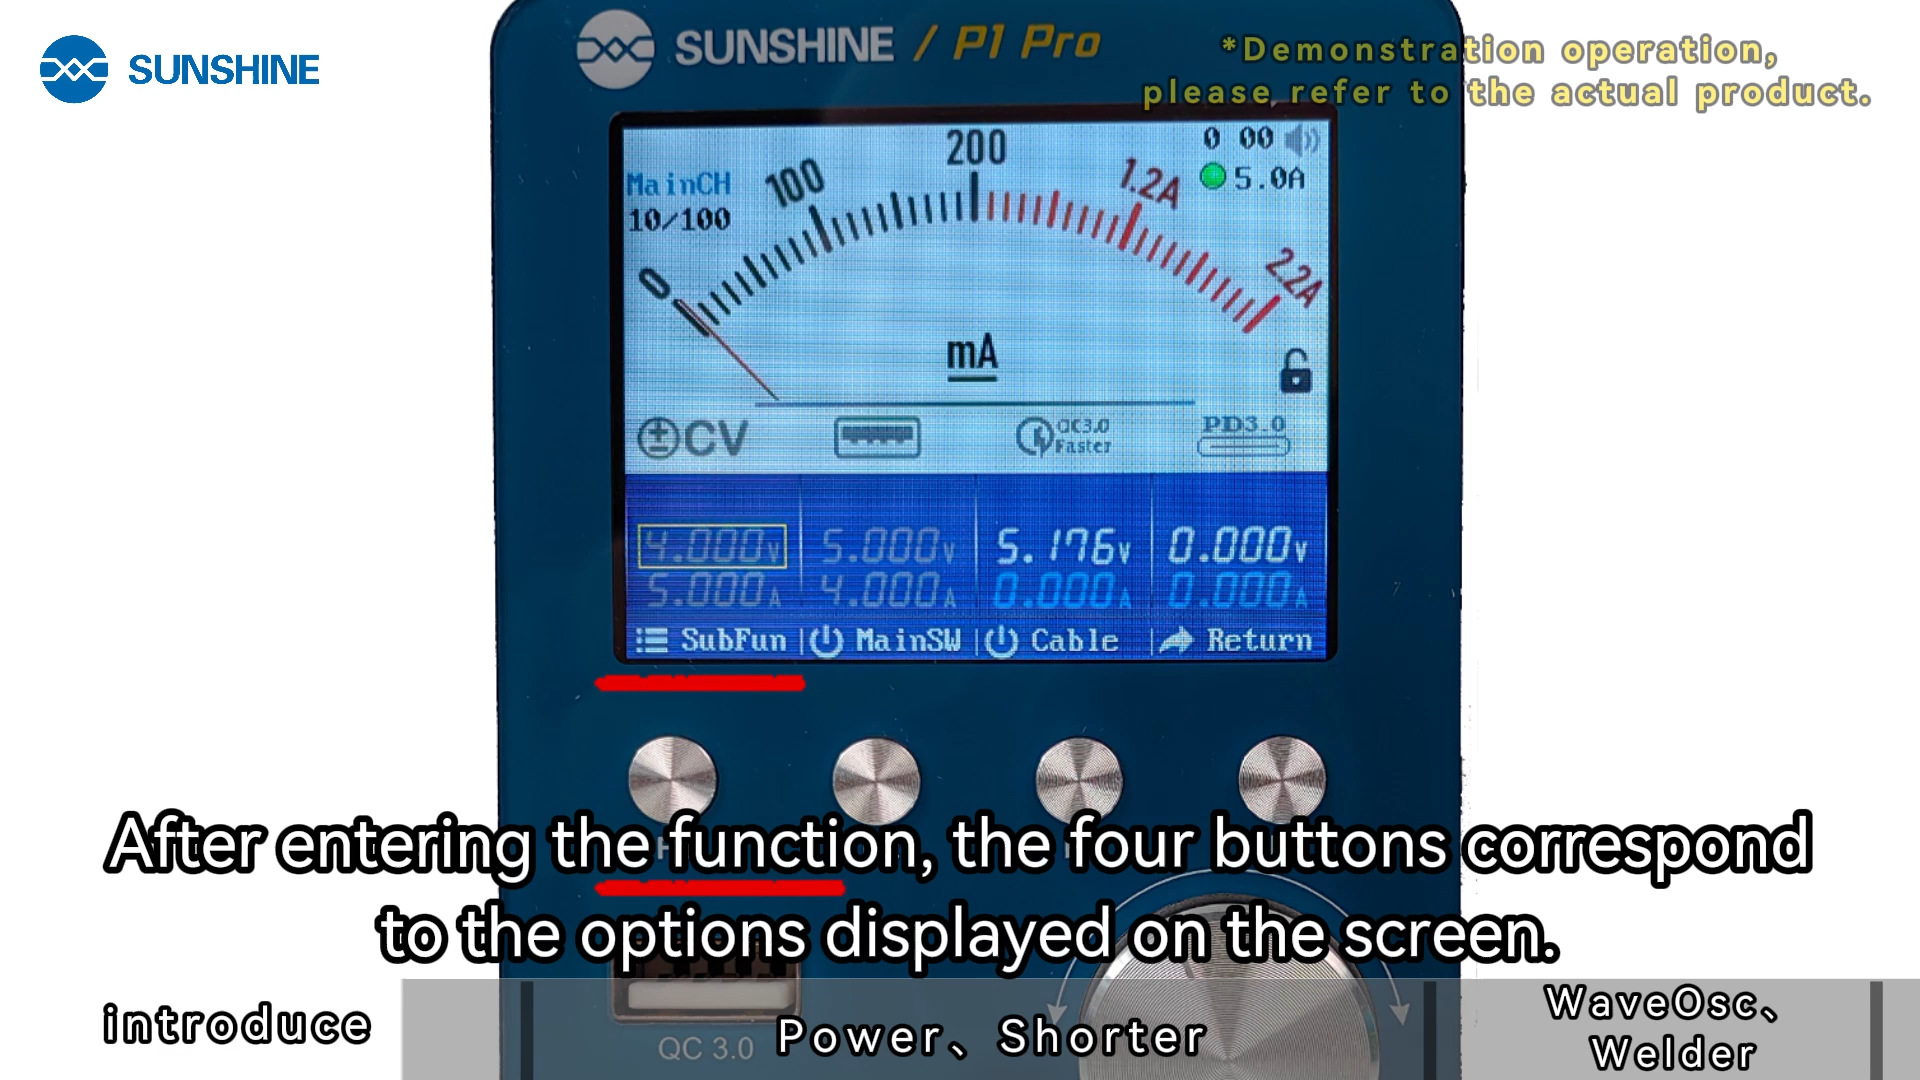 SUNSHINE
SUNSHINE / P1 Pro
*Demonstration operation,
please refer to the actual product.
MainCH
10/100
0
100
200
1.2A
2.2A
0 00
5.0A
mA
CV
QC3.0
Faster
PD3.0
4.000V
5.000V
5.176V
0.000V
5.000A
4.000A
0.000A
0.000A
SubFun
MainSW
Cable
Return
After entering the function, the four buttons correspond
to the options displayed on the screen.
QC 3.0
introduce
Power、Shorter
WaveOsc、
Welder